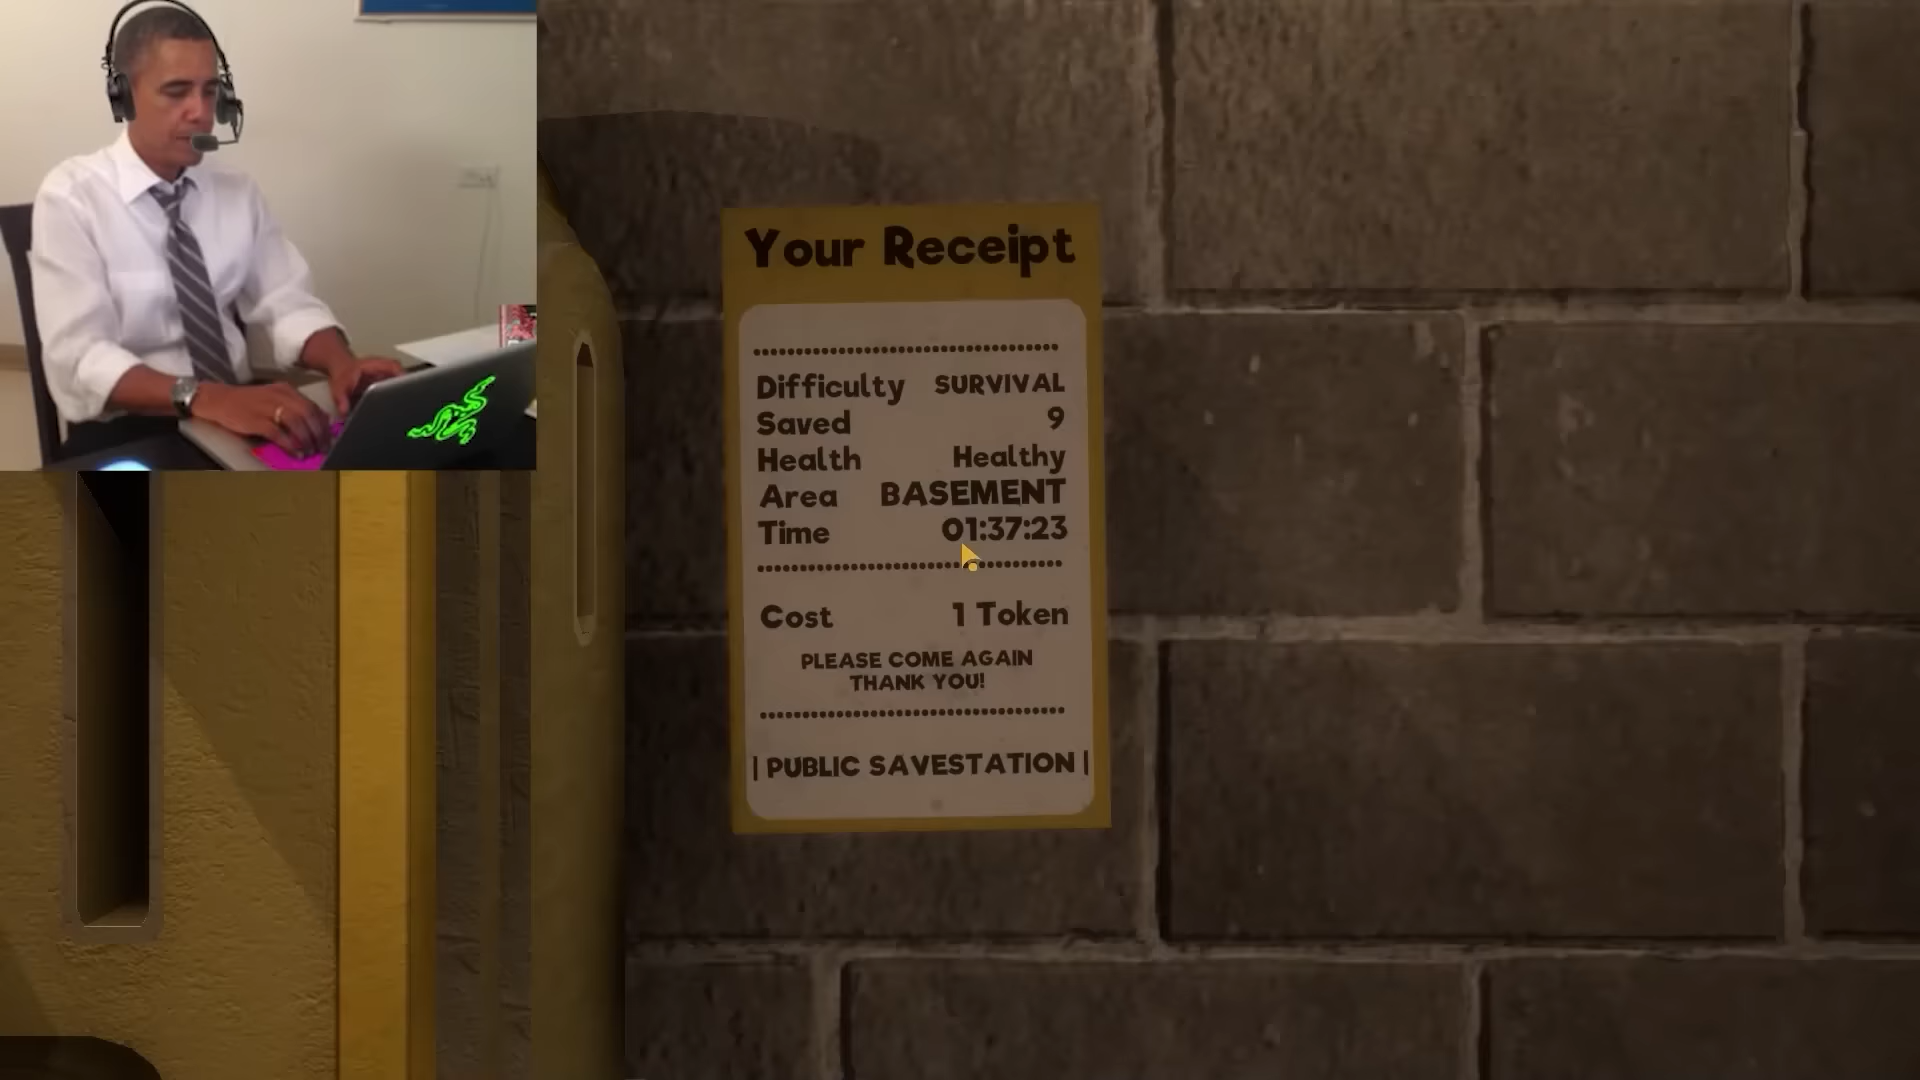 Your Receipt
Difficulty SURVIVAL
Saved 9
Health Healthy
Area BASEMENT
Time 01:37:23
Cost 1 Token
PLEASE COME AGAIN
THANK YOU!
| PUBLIC SAVESTATION |